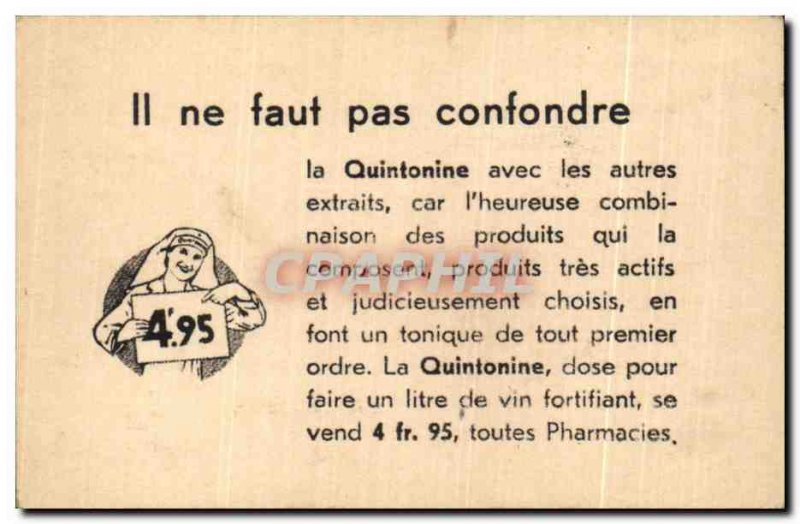 Il ne faut pas confondre
la Quintonine avec les autres
extraits, car l'heureuse combi-
naison des produits qui la
composent, produits très actifs
et judicieusement choisis, en
font un tonique de tout premier
ordre. La Quintonine, dose pour
faire un litre de vin fortifiant, se
vend 4 fr. 95, toutes Pharmacies.
4F.95
CPAPHIL